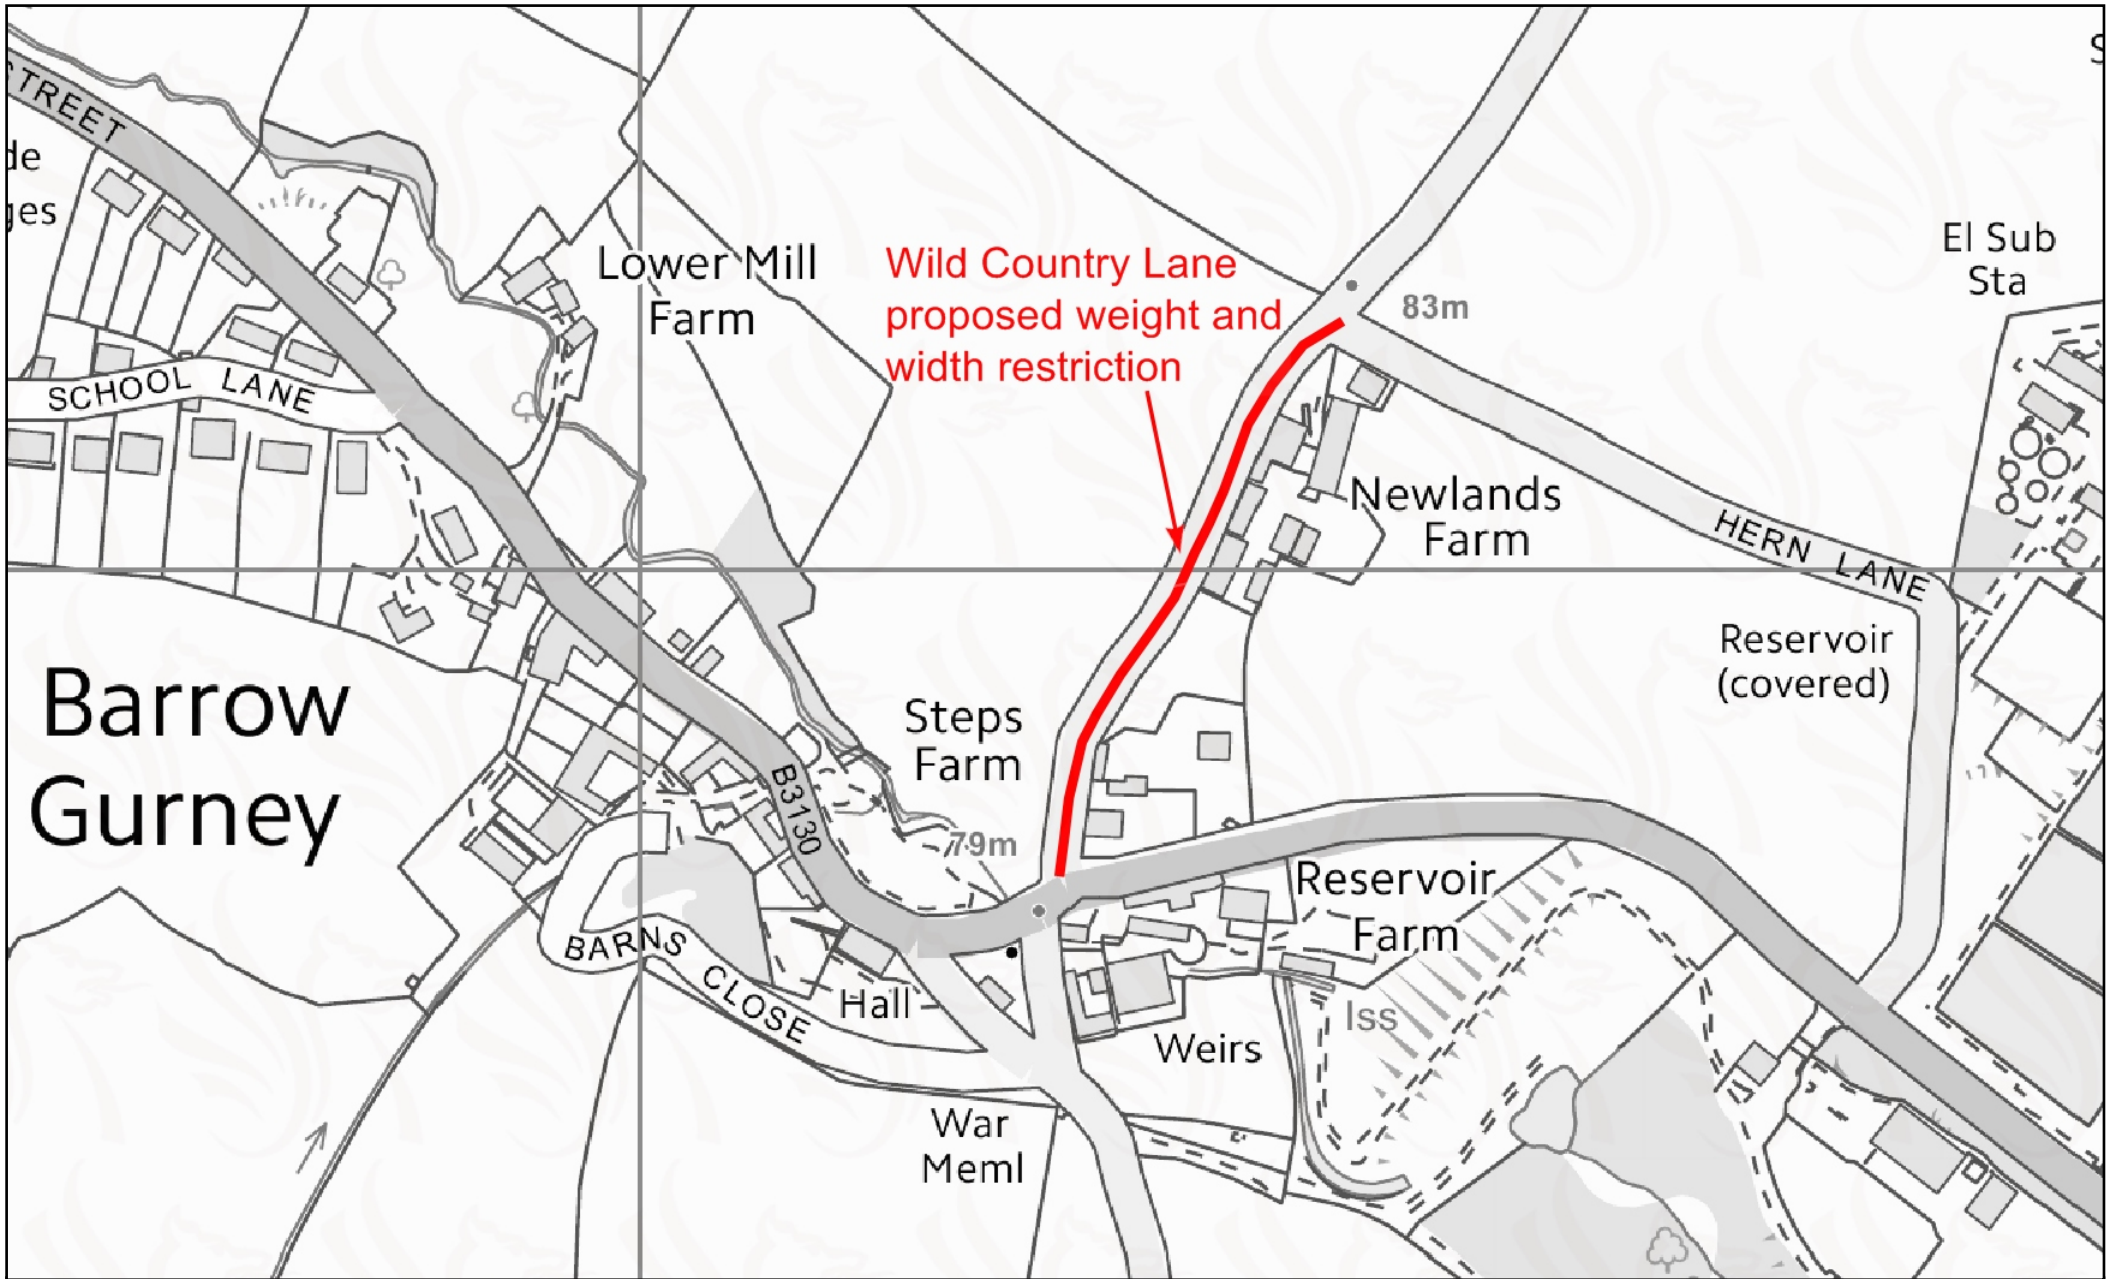 STREET
de
ges
SCHOOL LANE
Lower Mill
Farm
Wild Country Lane
proposed weight and
width restriction
83m
El Sub
Sta
Newlands
Farm
HERN LANE
Reservoir
(covered)
Barrow
Gurney
Steps
Farm
B3130
79m
Reservoir
Farm
BARNS CLOSE
Hall
Iss
Weirs
War
Meml
S